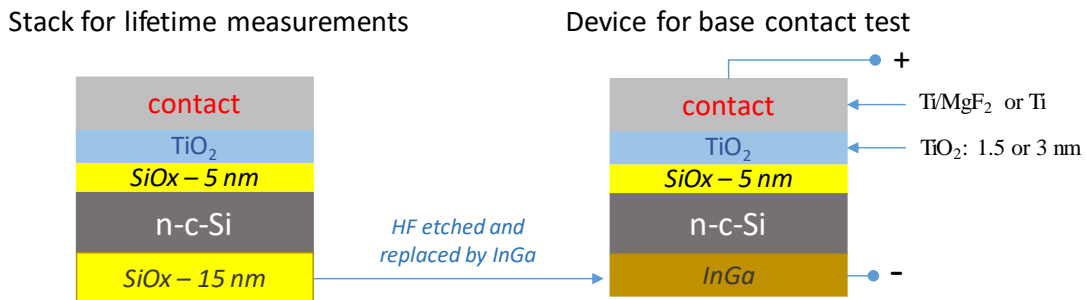 Stack for lifetime measurements
Device for base contact test
+
contact
contact
Ti/MgF₂ or Ti
TiO₂
TiO₂
TiO₂: 1.5 or 3 nm
SiOx – 5 nm
SiOx – 5 nm
n-c-Si
n-c-Si
HF etched and
replaced by InGa
SiOx – 15 nm
InGa
-